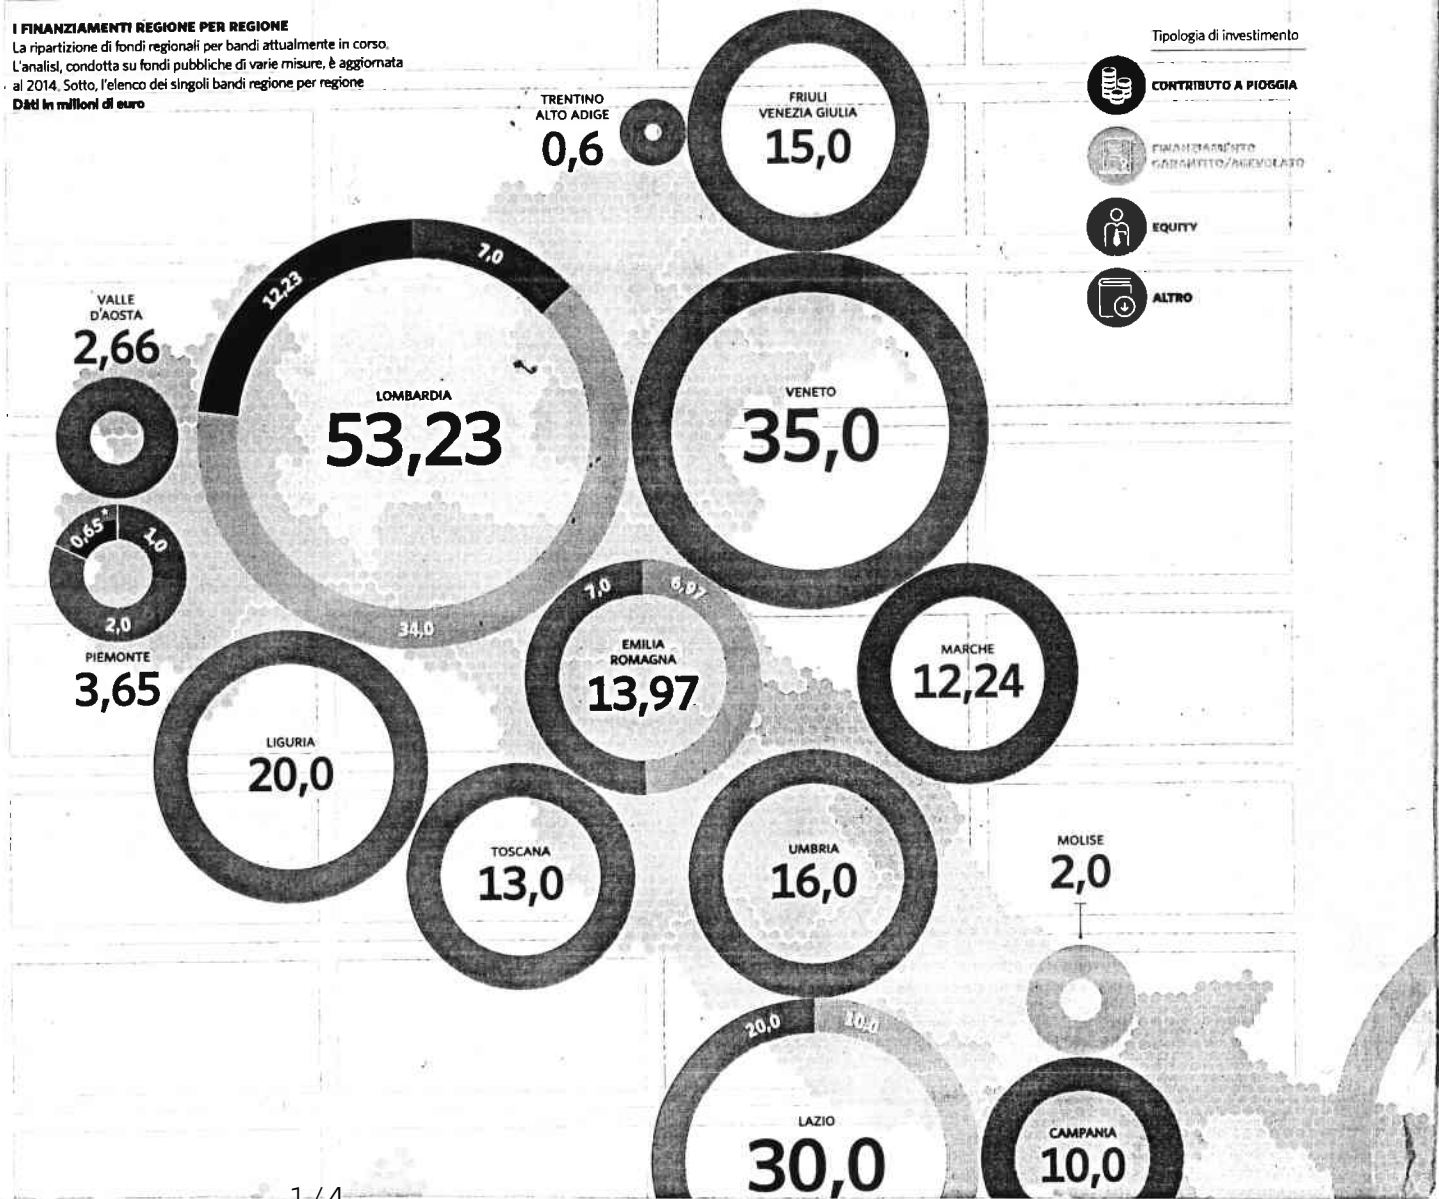 I FINANZIAMENTI REGIONE PER REGIONE
La ripartizione di fondi regionali per bandi attualmente in corso.
L'analisi, condotta su fondi pubbliche di varie misure, è aggiornata
al 2014. Sotto, l'elenco dei singoli bandi regione per regione
Dati in milioni di euro
Tipologia di investimento
CONTRIBUTO A PIOGGIA
FINANZIAMENTO
GARANTITO/AGEVOLATO
EQUITY
ALTRO
TRENTINO
ALTO ADIGE
0,6
FRIULI
VENEZIA GIULIA
15,0
VALLE
D'AOSTA
2,66
12,23
7,0
LOMBARDIA
53,23
34,0
VENETO
35,0
0,65*
1,0
2,0
PIEMONTE
3,65
7,0
6,97
EMILIA
ROMAGNA
13,97
MARCHE
12,24
LIGURIA
20,0
TOSCANA
13,0
UMBRIA
16,0
MOLISE
2,0
20,0
10,0
LAZIO
30,0
CAMPANIA
10,0
1/4